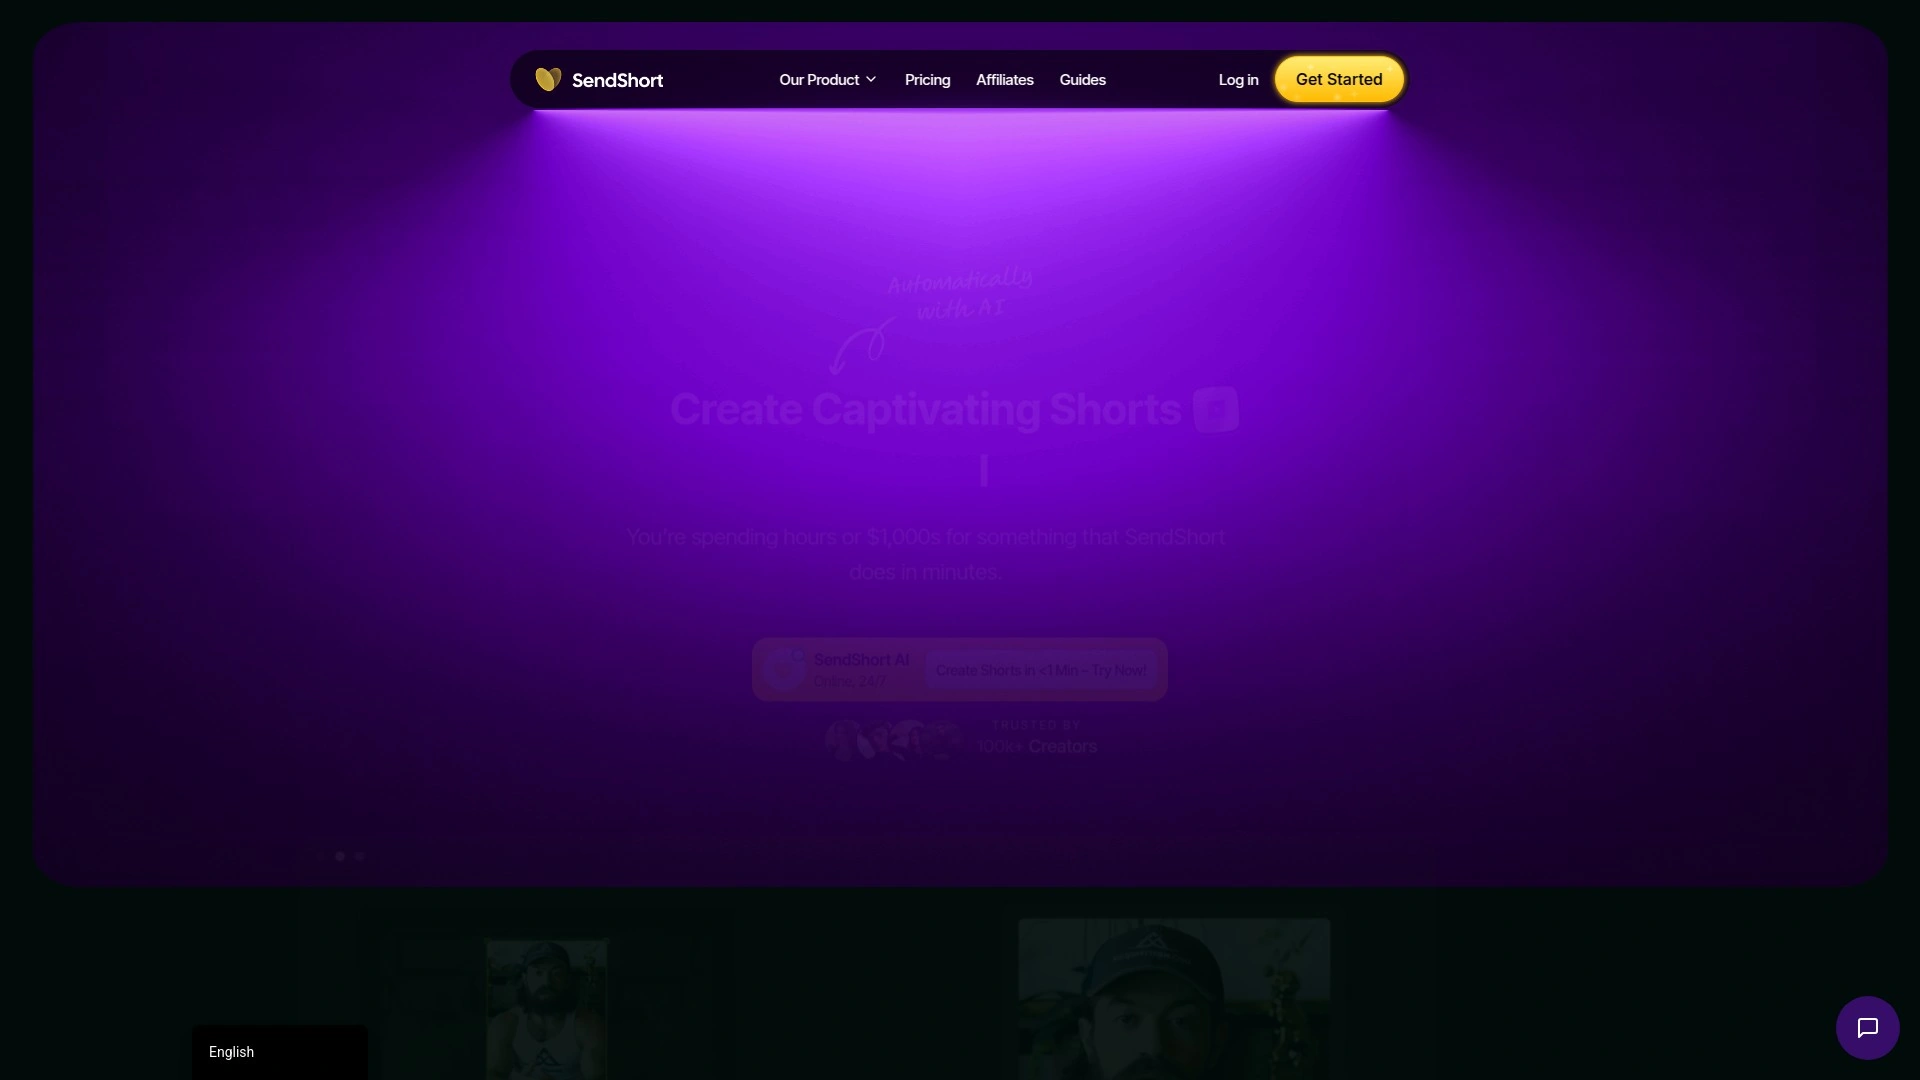 SendShort
Our Product
Pricing
Affiliates
Guides
Log in
Get Started
Automatically
with AI
Create Captivating Shorts
You're spending hours or $1,000s for something that SendShort
does in minutes.
SendShort AI
Online, 24/7
Create Shorts in <1 Min - Try Now!
TRUSTED BY
100k+ Creators
English